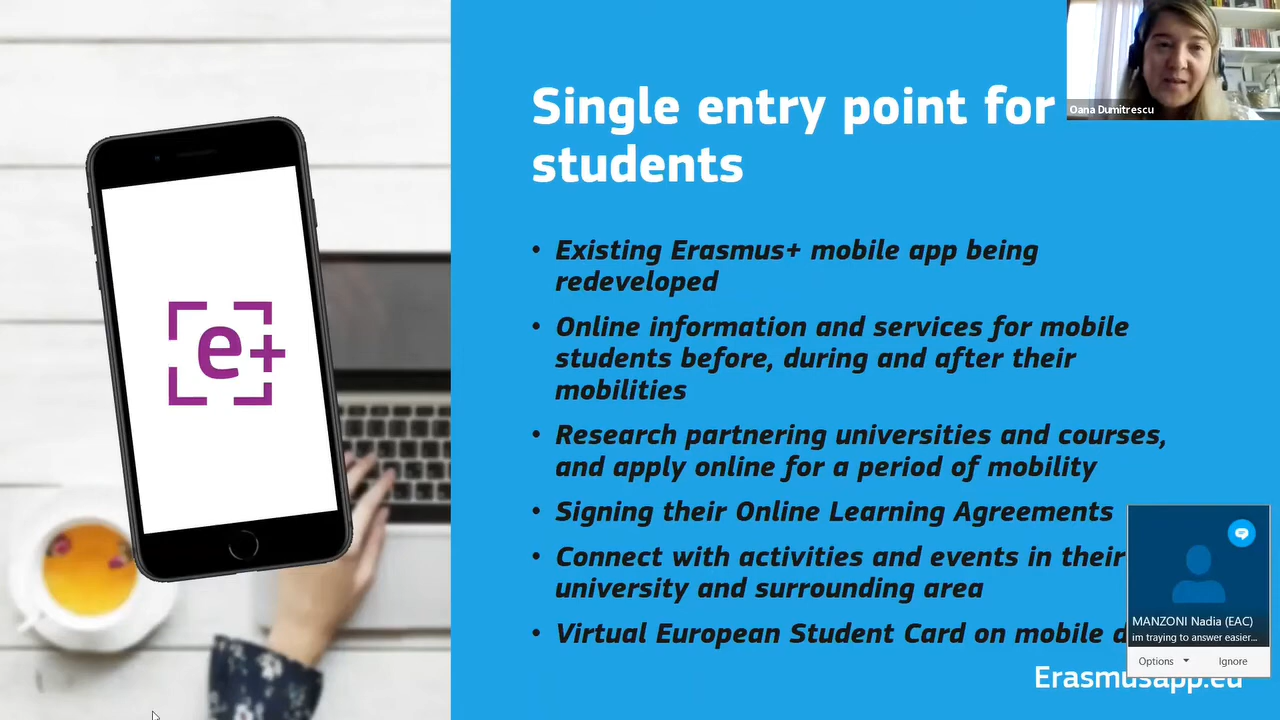 Single entry point for
students
Oana Dumitrescu
• Existing Erasmus+ mobile app being
redeveloped
• Online information and services for mobile
students before, during and after their
mobilities
• Research partnering universities and courses,
and apply online for a period of mobility
• Signing their Online Learning Agreements
• Connect with activities and events in their
university and surrounding area
• Virtual European Student Card on mobile
e+
MANZONI Nadia (EAC)
im traying to answer easier...
Options
Ignore
Erasmusapp.eu